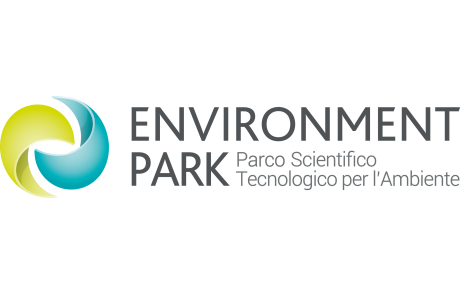 ENVIRONMENT
PARK Parco Scientifico
Tecnologico per l'Ambiente